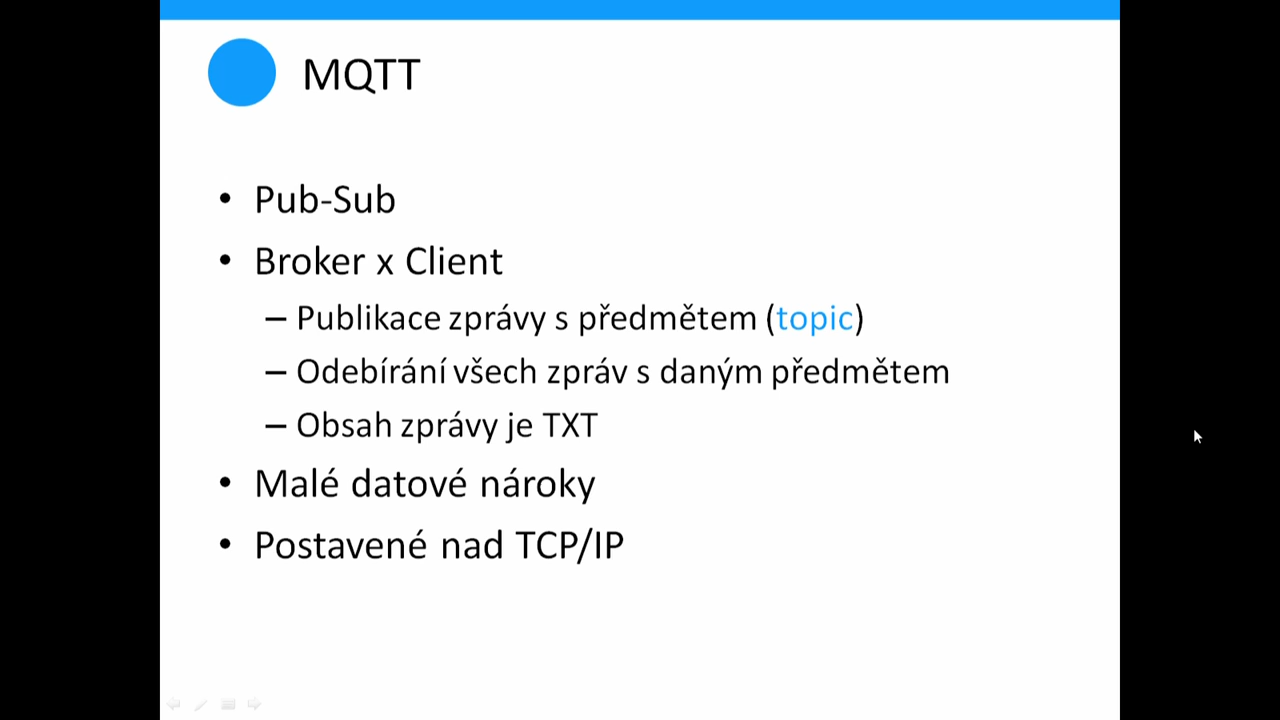 MQTT
• Pub-Sub
• Broker x Client
– Publikace zprávy s předmětem (topic)
– Odebírání všech zpráv s daným předmětem
– Obsah zprávy je TXT
• Malé datové nároky
• Postavené nad TCP/IP